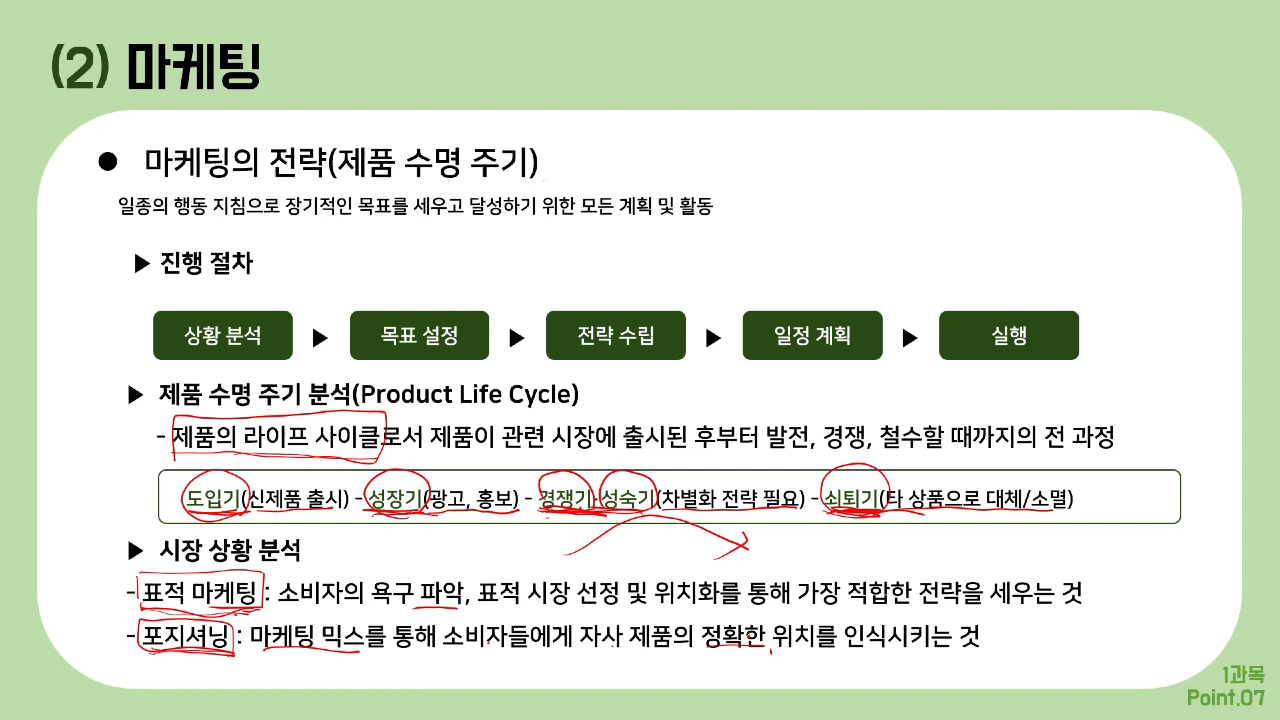 (2) 마케팅
● 마케팅의 전략(제품 수명 주기)
일종의 행동 지침으로 장기적인 목표를 세우고 달성하기 위한 모든 계획 및 활동
▶ 진행 절차
상황 분석 ▶ 목표 설정 ▶ 전략 수립 ▶ 일정 계획 ▶ 실행
▶ 제품 수명 주기 분석(Product Life Cycle)
- 제품의 라이프 사이클로서 제품이 관련 시장에 출시된 후부터 발전, 경쟁, 철수할 때까지의 전 과정
도입기(신제품 출시) - 성장기(광고, 홍보) - 경쟁기·성숙기(차별화 전략 필요) - 쇠퇴기(타 상품으로 대체/소멸)
▶ 시장 상황 분석
- 표적 마케팅 : 소비자의 욕구 파악, 표적 시장 선정 및 위치화를 통해 가장 적합한 전략을 세우는 것
- 포지셔닝 : 마케팅 믹스를 통해 소비자들에게 자사 제품의 정확한 위치를 인식시키는 것
1과목
Point.07